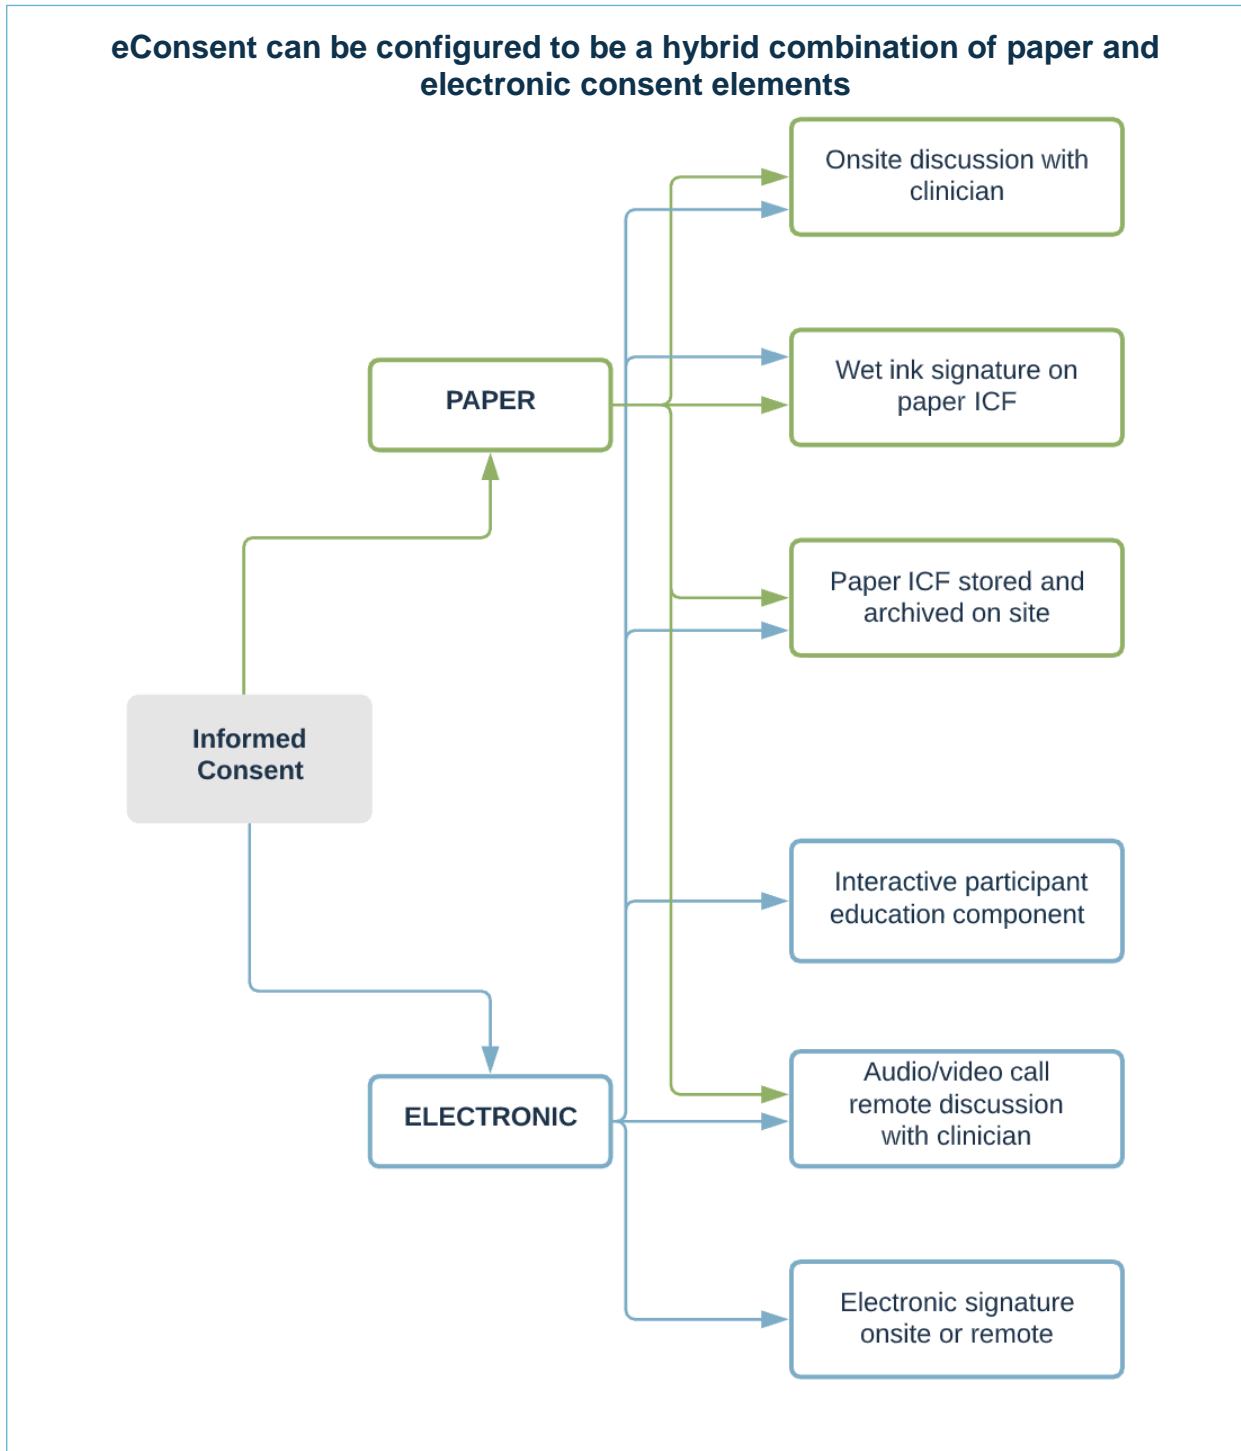 eConsent can be configured to be a hybrid combination of paper and
electronic consent elements
Onsite discussion with
clinician
Wet ink signature on
paper ICF
PAPER
Paper ICF stored and
archived on site
Informed
Consent
Interactive participant
education component
Audio/video call
remote discussion
with clinician
ELECTRONIC
Electronic signature
onsite or remote